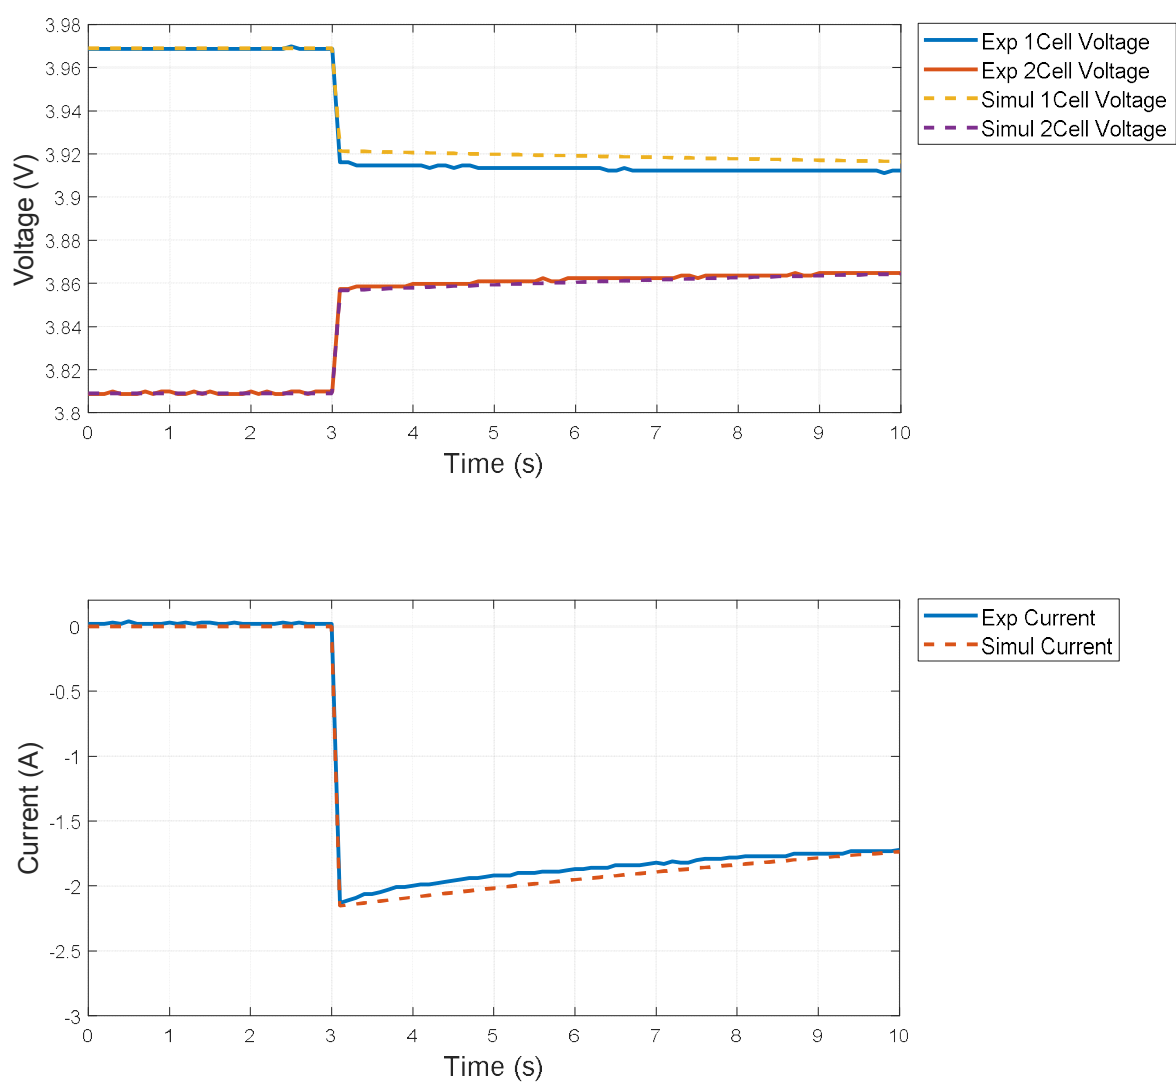 3.98
3.96
3.94
3.92
3.9
3.88
3.86
3.84
3.82
3.8
Voltage (V)
0 1 2 3 4 5 6 7 8 9 10
Time (s)
Exp 1Cell Voltage
Exp 2Cell Voltage
Simul 1Cell Voltage
Simul 2Cell Voltage
0
-0.5
-1
-1.5
-2
-2.5
-3
Current (A)
0 1 2 3 4 5 6 7 8 9 10
Time (s)
Exp Current
Simul Current